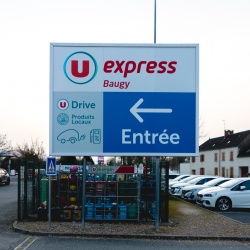 U express
Baugy
U Drive
Produits
Locaux
Entrée